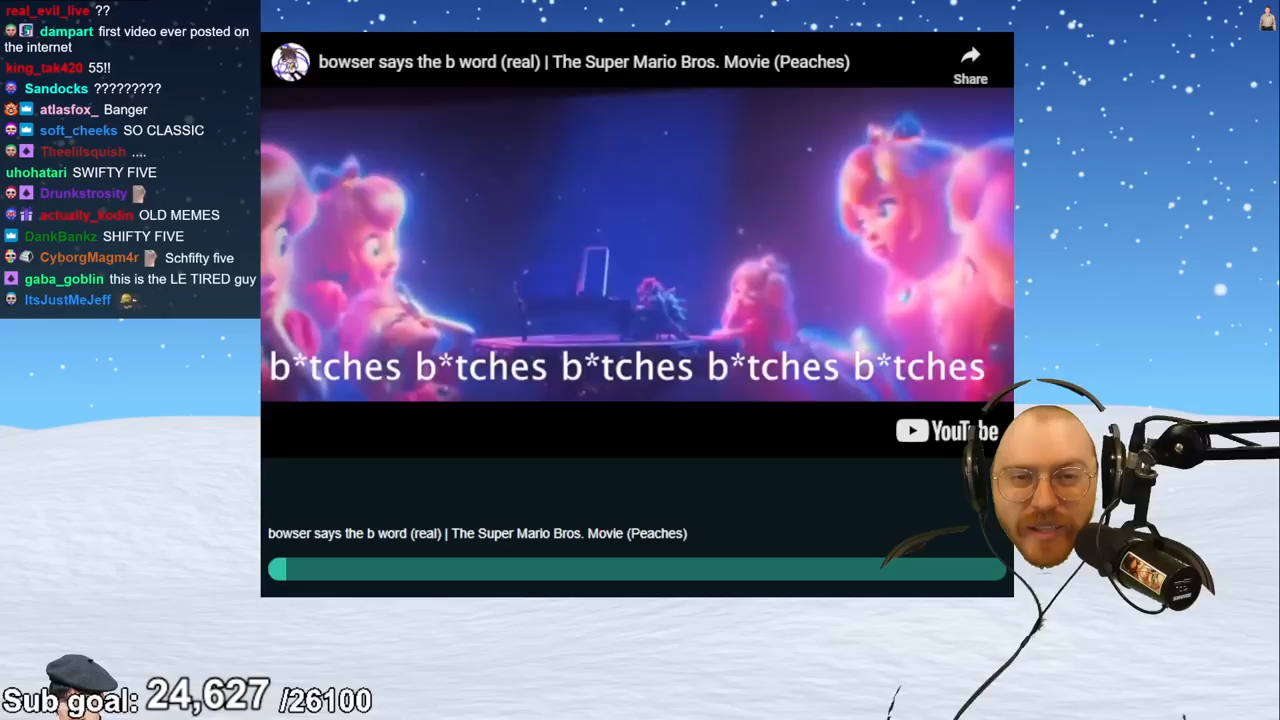 real_evil_live ??
dampart first video ever posted on
the internet
king_tak420 55!!
Sandocks ?????????
atlasfox_ Banger
soft_cheeks SO CLASSIC
Theelilsquish ....
uhohatari SWIFTY FIVE
Drunkstrosity
actually_Kodin OLD MEMES
DankBankz SHIFTY FIVE
CyborgMagm4r Schfifty five
gaba_goblin this is the LE TIRED guy
ItsJustMeJeff
bowser says the b word (real) | The Super Mario Bros. Movie (Peaches)
Share
b*tches b*tches b*tches b*tches b*tches
YouTube
bowser says the b word (real) | The Super Mario Bros. Movie (Peaches)
Sub goal: 24,627 /26100